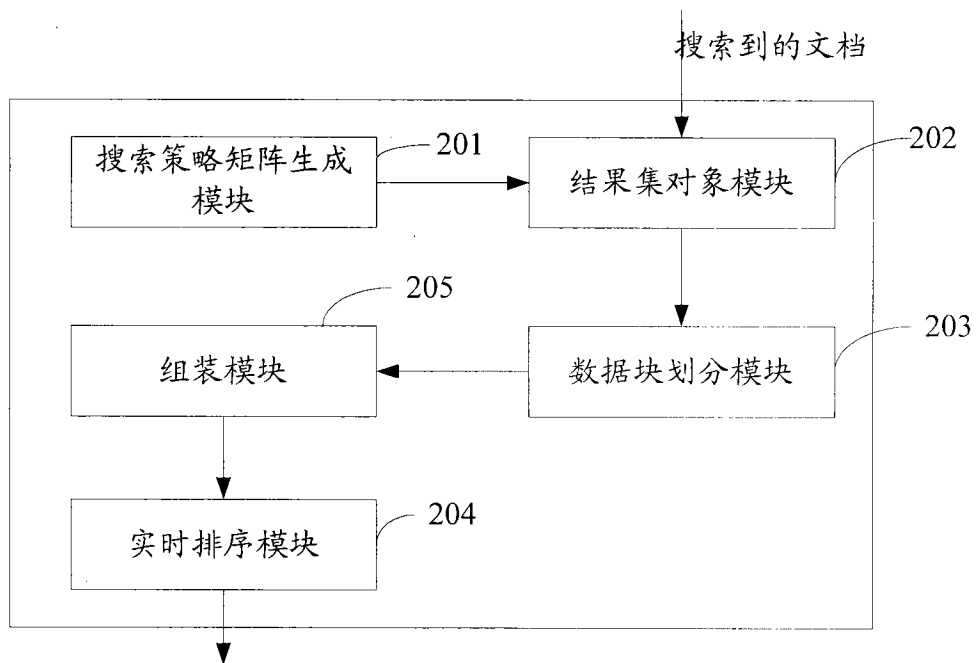 搜索到的文档
搜索策略矩阵生成
模块
201
结果集对象模块
202
205
组装模块
数据块划分模块
203
实时排序模块
204